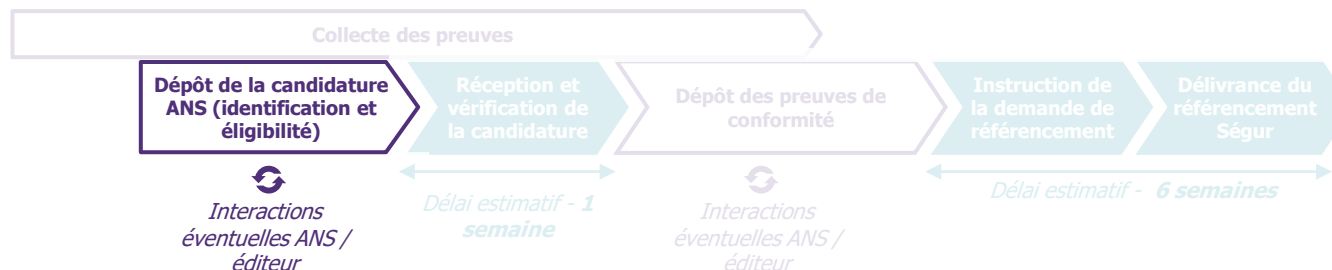 Collecte des preuves
Dépôt de la candidature
ANS (identification et
éligibilité)
Réception et
vérification de
la candidature
Dépôt des preuves de
conformité
Instruction de
la demande de
référencement
Délivrance du
référencement
Ségur
Interactions
éventuelles ANS /
éditeur
Délai estimatif - 1
semaine
Interactions
éventuelles ANS /
éditeur
Délai estimatif - 6 semaines